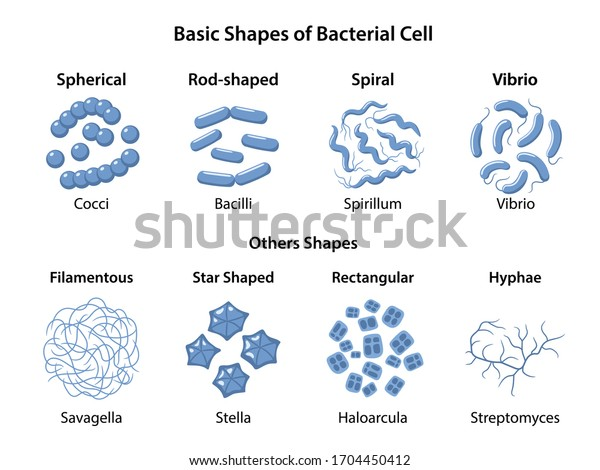 Basic Shapes of Bacterial Cell
Spherical Rod-shaped Spiral Vibrio
Cocci Bacilli Spirillum Vibrio
shutterstock
Others Shapes
Filamentous Star Shaped Rectangular Hyphae
Savagella Stella Haloarcula Streptomyces
shutterstock.com · 1704450412